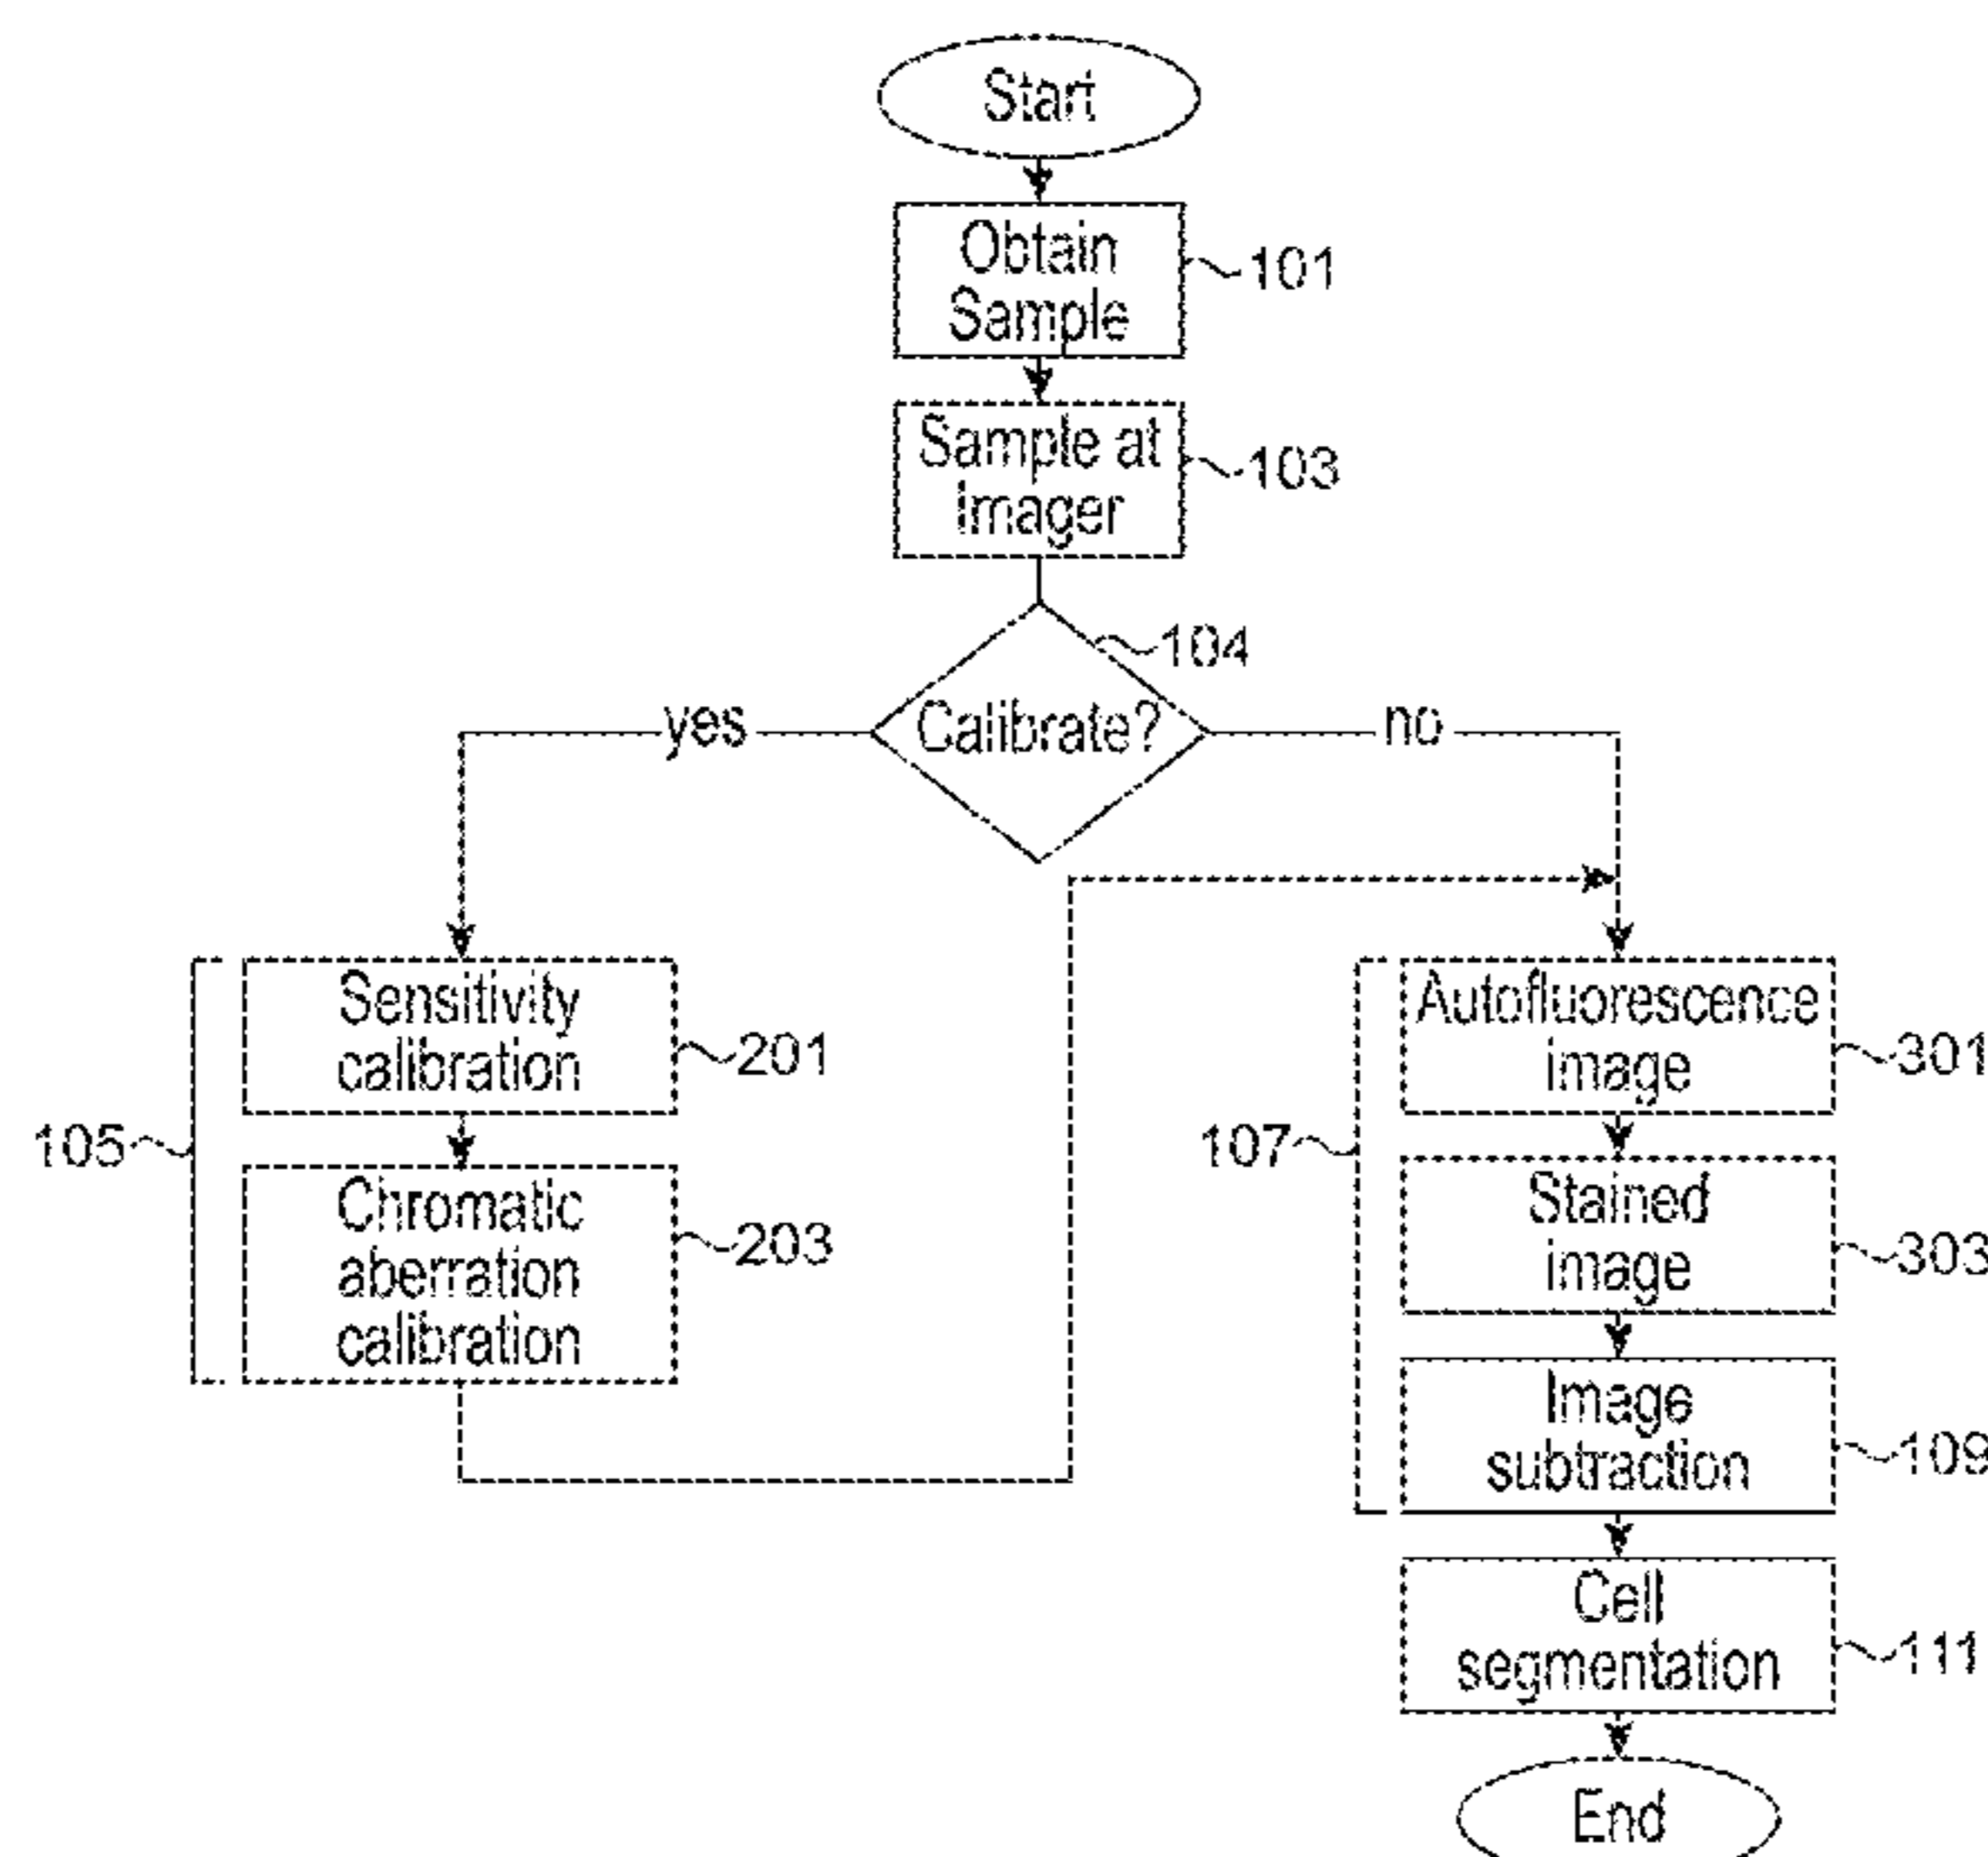 Start
Obtain
Sample
101
Sample at
Imager
103
104
Calibrate?
yes
no
Sensitivity
calibration
201
105
Chromatic
aberration
calibration
203
Autofluorescence
image
301
107
Stained
image
303
Image
subtraction
109
Cell
segmentation
111
End